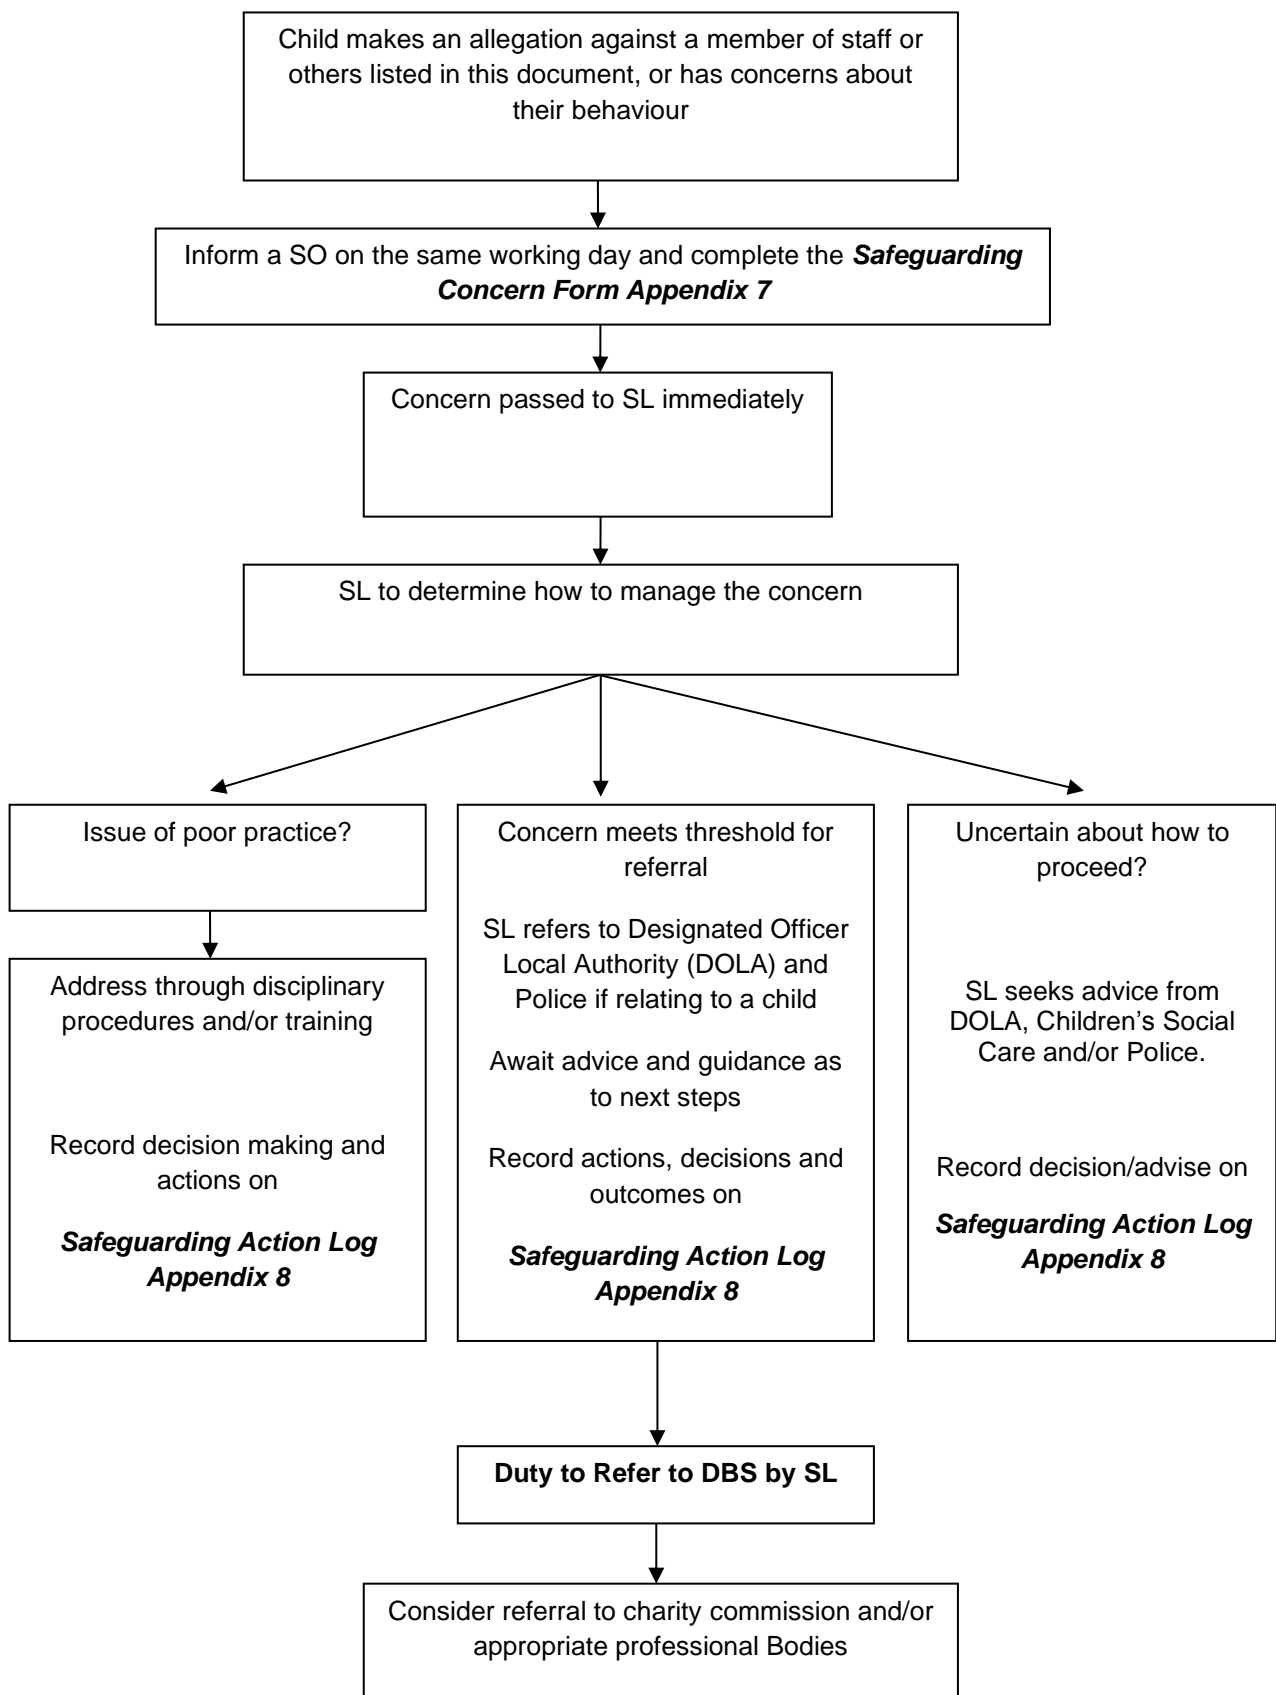 Child makes an allegation against a member of staff or
others listed in this document, or has concerns about
their behaviour
Inform a SO on the same working day and complete the Safeguarding
Concern Form Appendix 7
Concern passed to SL immediately
SL to determine how to manage the concern
Issue of poor practice?
Address through disciplinary
procedures and/or training
Record decision making and
actions on
Safeguarding Action Log
Appendix 8
Concern meets threshold for
referral
SL refers to Designated Officer
Local Authority (DOLA) and
Police if relating to a child
Await advice and guidance as
to next steps
Record actions, decisions and
outcomes on
Safeguarding Action Log
Appendix 8
Uncertain about how to
proceed?
SL seeks advice from
DOLA, Children’s Social
Care and/or Police.
Record decision/advise on
Safeguarding Action Log
Appendix 8
Duty to Refer to DBS by SL
Consider referral to charity commission and/or
appropriate professional Bodies